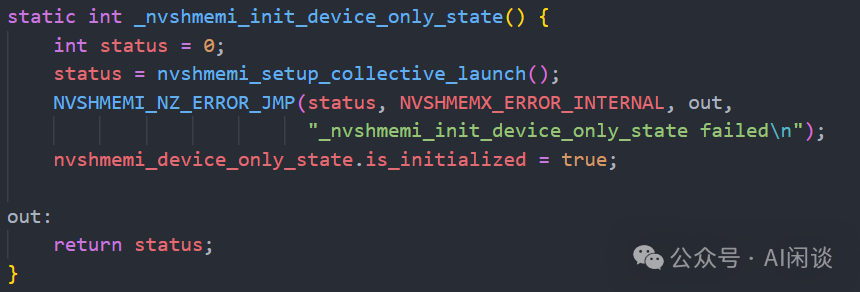 static int _nvshmemi_init_device_only_state() {
    int status = 0;
    status = nvshmemi_setup_collective_launch();
    NVSHMEMI_NZ_ERROR_JMP(status, NVSHMEMX_ERROR_INTERNAL, out,
                          "_nvshmemi_init_device_only_state failed\n");
    nvshmemi_device_only_state.is_initialized = true;

out:
    return status;
}
公众号 · AI闲谈